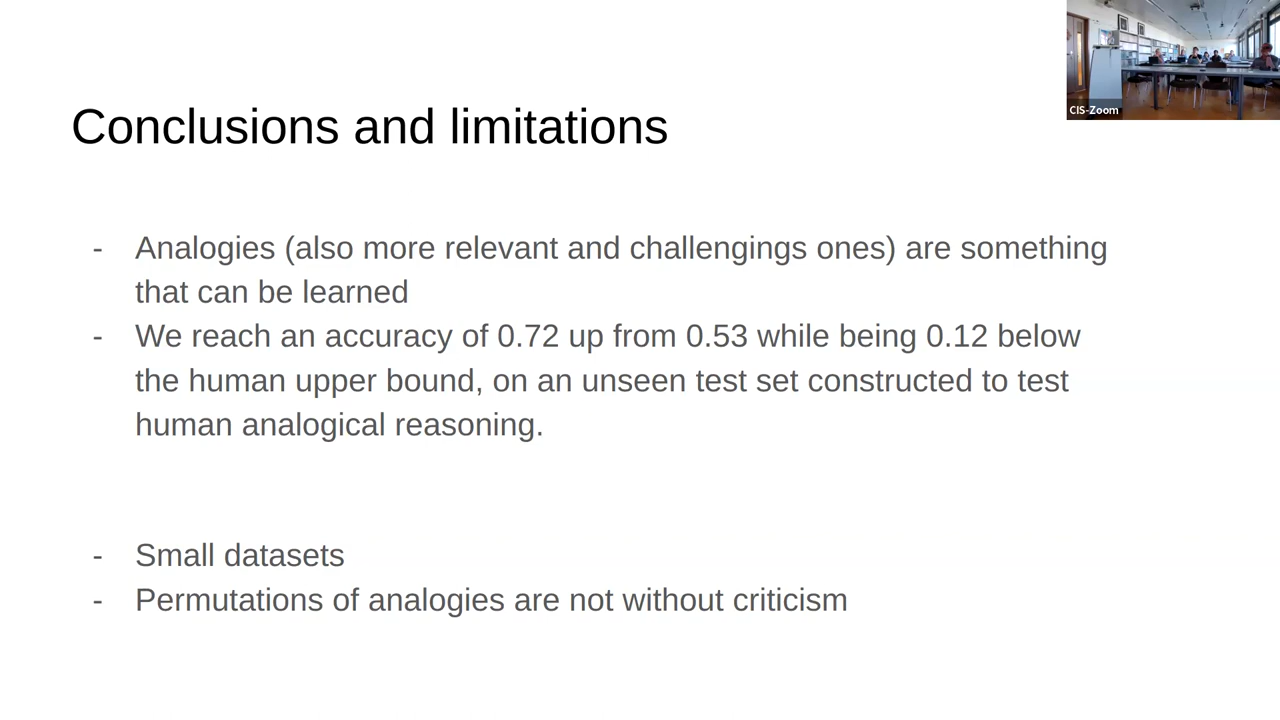 CIS-Zoom
Conclusions and limitations
- Analogies (also more relevant and challengings ones) are something
that can be learned
- We reach an accuracy of 0.72 up from 0.53 while being 0.12 below
the human upper bound, on an unseen test set constructed to test
human analogical reasoning.
- Small datasets
- Permutations of analogies are not without criticism